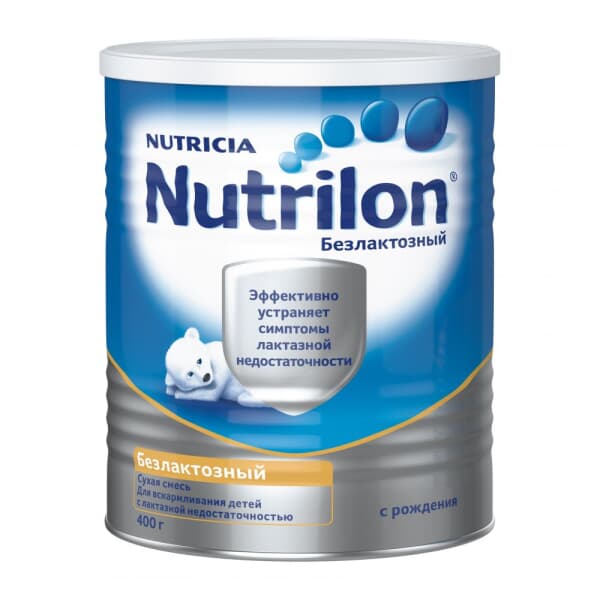 NUTRICIA
Nutrilon®
Безлактозный
Эффективно
устраняет
симптомы
лактазной
недостаточности
Безлактозный
Сухая смесь
Для вскармливания детей
с лактазной недостаточностью
400 г
с рождения